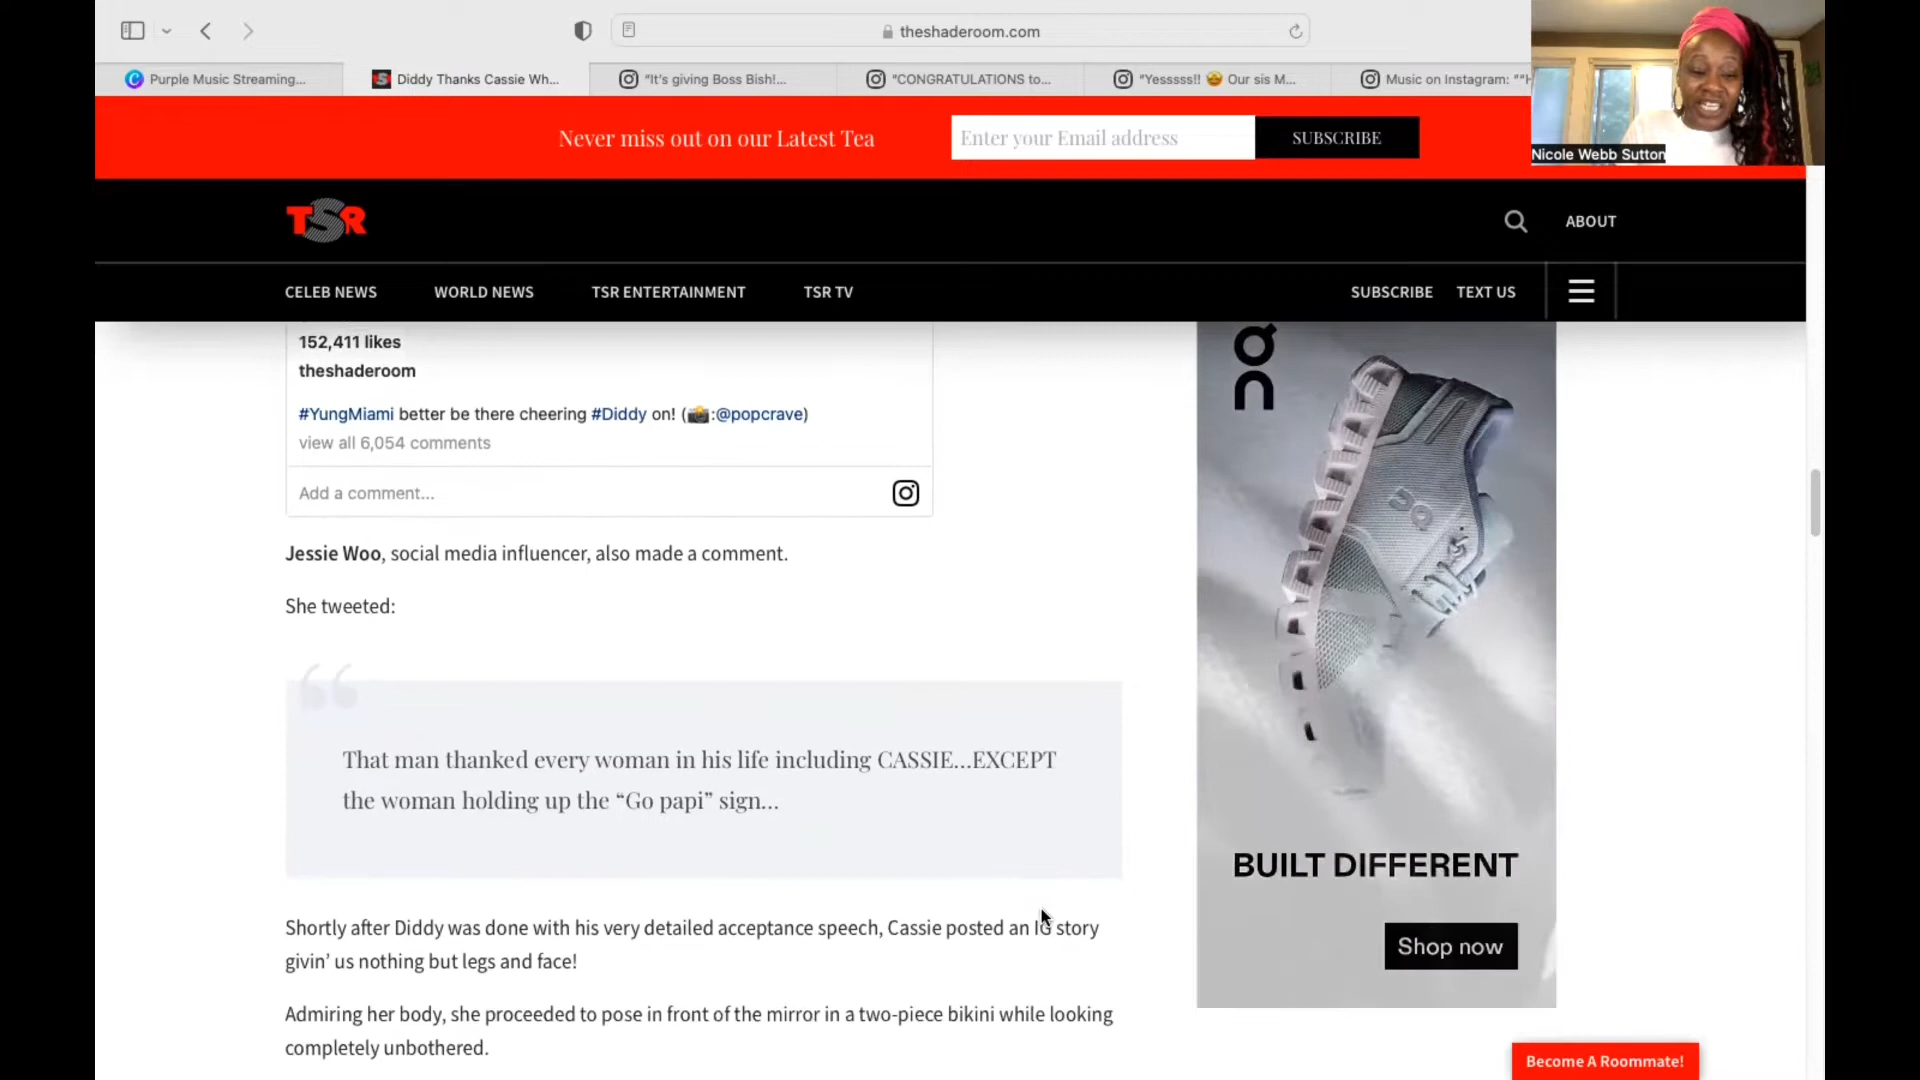 theshaderoom.com
Purple Music Streaming...
Diddy Thanks Cassie Wh...
"It's giving Boss Bish!...
"CONGRATULATIONS to...
"Yesssss!! 🤩 Our sis M...
Music on Instagram: "
Nicole Webb Sutton
Never miss out on our Latest Tea
Enter your Email address
SUBSCRIBE
TSR
ABOUT
CELEB NEWS
WORLD NEWS
TSR ENTERTAINMENT
TSR TV
SUBSCRIBE
TEXT US
152,411 likes
theshaderoom
#YungMiami better be there cheering #Diddy on! (📸:@popcrave)
view all 6,054 comments
Add a comment...
Jessie Woo, social media influencer, also made a comment.
She tweeted:
“
That man thanked every woman in his life including CASSIE…EXCEPT
the woman holding up the “Go papi” sign…
Shortly after Diddy was done with his very detailed acceptance speech, Cassie posted an IG story
givin’ us nothing but legs and face!
Admiring her body, she proceeded to pose in front of the mirror in a two-piece bikini while looking
completely unbothered.
BUILT DIFFERENT
Shop now
Become A Roommate!